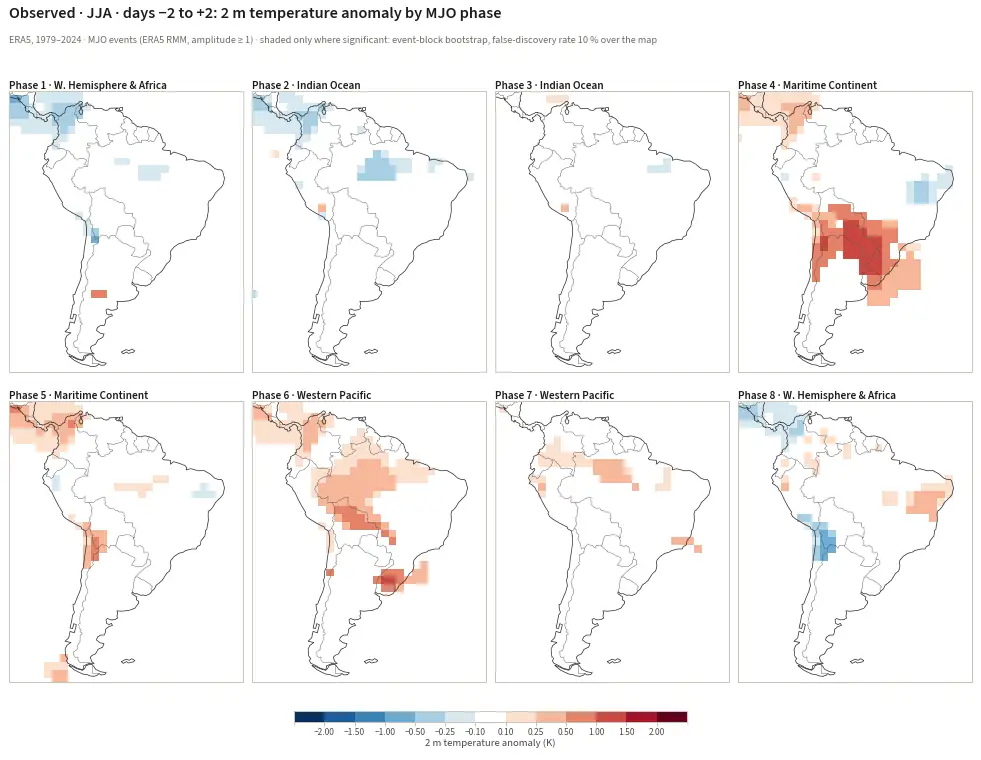 Observed · JJA · days −2 to +2: 2 m temperature anomaly by MJO phase
ERA5, 1979–2024 · MJO events (ERA5 RMM, amplitude ≥ 1) · shaded only where significant: event-block bootstrap, false-discovery rate 10 % over the map
Phase 1 · W. Hemisphere & Africa
Phase 2 · Indian Ocean
Phase 3 · Indian Ocean
Phase 4 · Maritime Continent
Phase 5 · Maritime Continent
Phase 6 · Western Pacific
Phase 7 · Western Pacific
Phase 8 · W. Hemisphere & Africa
−2.00 −1.50 −1.00 −0.50 −0.25 −0.10 0.10 0.25 0.50 1.00 1.50 2.00
2 m temperature anomaly (K)